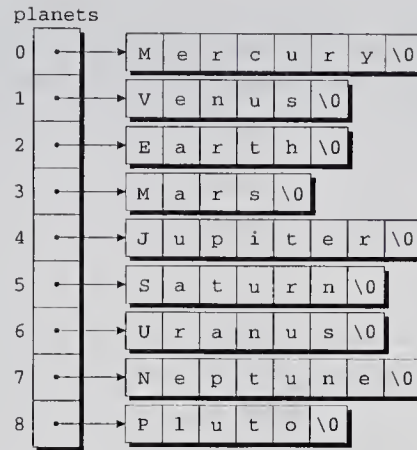 planets
0 M e r c u r y \0
1 V e n u s \0
2 E a r t h \0
3 M a r s \0
4 J u p i t e r \0
5 S a t u r n \0
6 U r a n u s \0
7 N e p t u n e \0
8 P l u t o \0